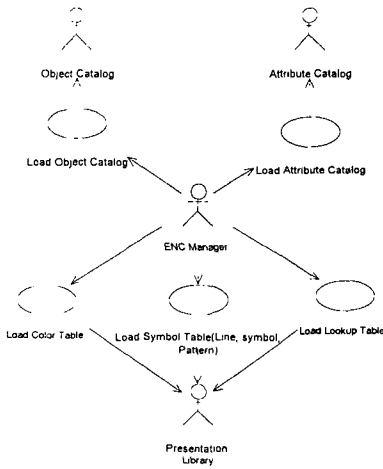 Object Catalog
Attribute Catalog
Load Object Catalog
Load Attribute Catalog
ENC Manager
Load Color Table
Load Symbol Table(Line, symbol,
Pattern)
Load Lookup Table
Presentation
Library